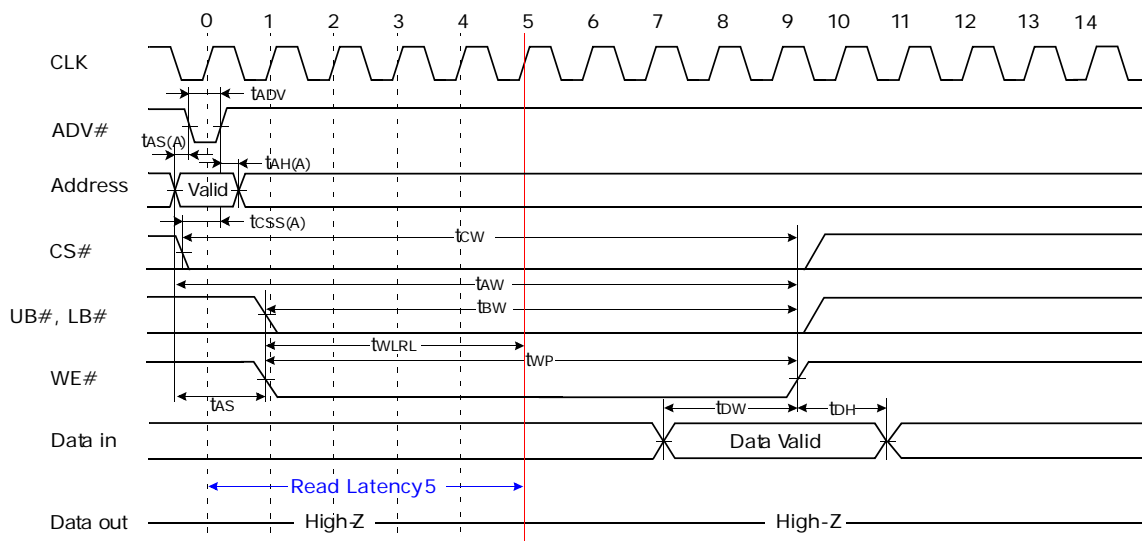 0 1 2 3 4 5 6 7 8 9 10 11 12 13 14
CLK
tADV
ADV#
tAS(A)
tAH(A)
Address
Valid
tCSS(A)
CS#
tCW
tAW
UB#, LB#
tBW
tWLRL
tWP
WE#
tAS
tDW
tDH
Data in
Data Valid
Read Latency5
Data out
High-Z
High-Z